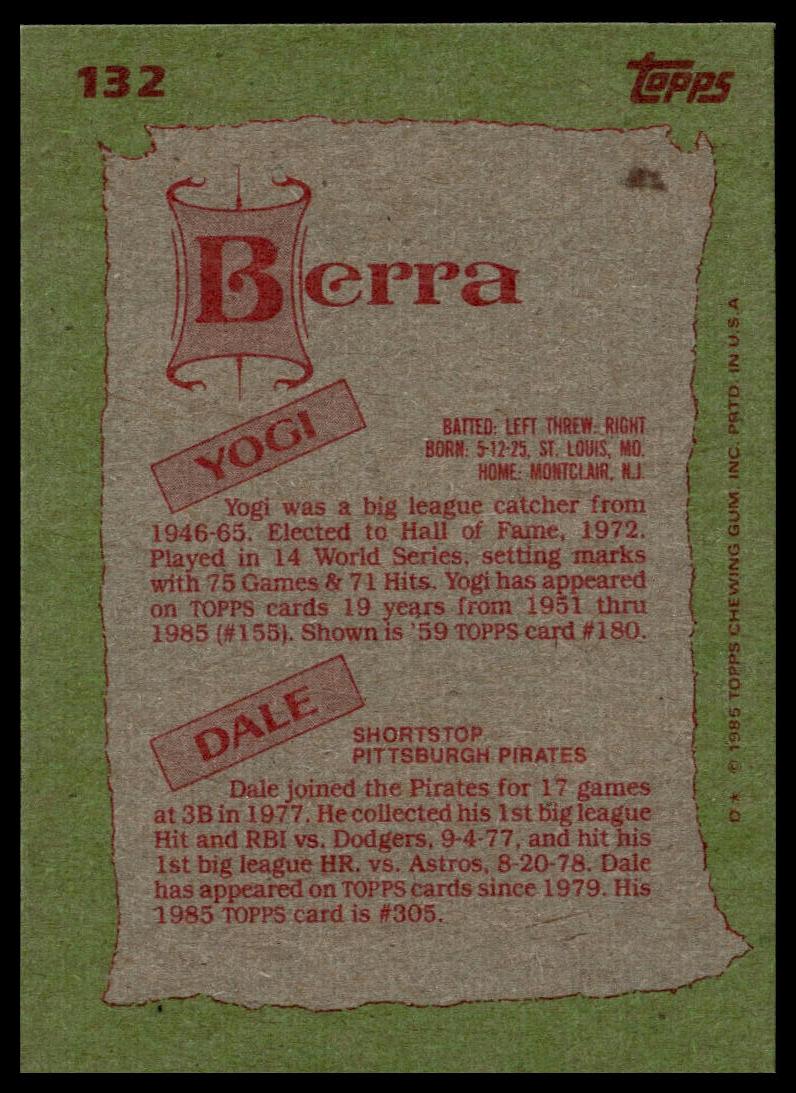 132
TOPPS
Berra
YOGI
BATTED: LEFT THREW: RIGHT
BORN: 5-12-25, ST. LOUIS, MO.
HOME: MONTCLAIR, N.J.
Yogi was a big league catcher from
1946-65. Elected to Hall of Fame, 1972.
Played in 14 World Series, setting marks
with 75 Games & 71 Hits. Yogi has appeared
on TOPPS cards 19 years from 1951 thru
1985 (#155). Shown is '59 TOPPS card #180.
DALE
SHORTSTOP
PITTSBURGH PIRATES
Dale joined the Pirates for 17 games
at 3B in 1977. He collected his 1st big league
Hit and RBI vs. Dodgers, 9-4-77, and hit his
1st big league HR. vs. Astros, 8-20-78. Dale
has appeared on TOPPS cards since 1979. His
1985 TOPPS card is #305.
D* © 1985 TOPPS CHEWING GUM, INC. PRTD. IN U.S.A